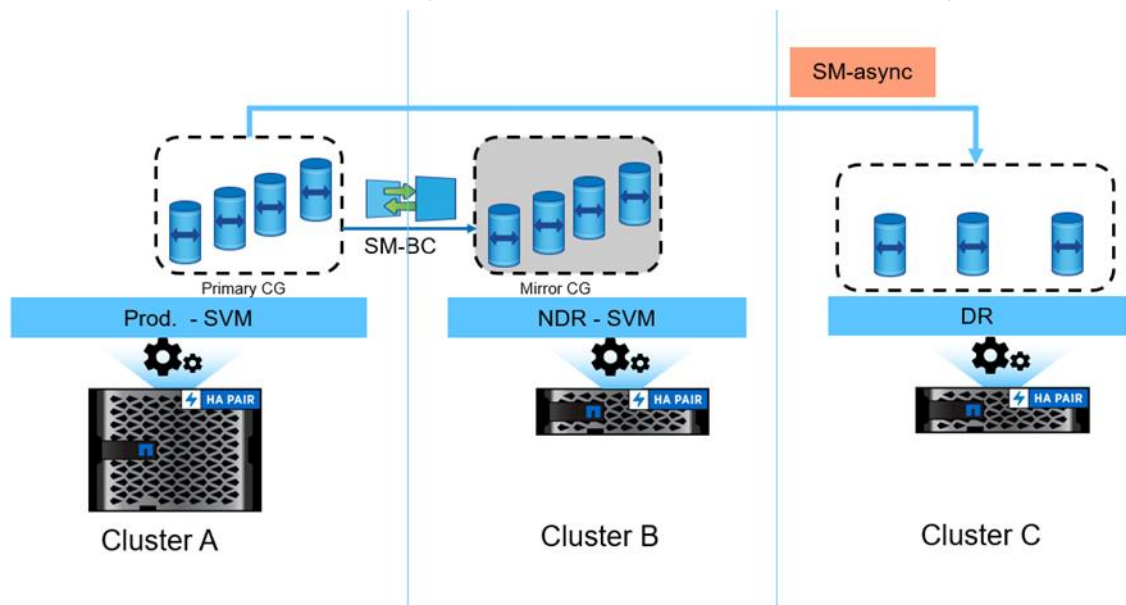 SM-async
SM-BC
Primary CG
Mirror CG
Prod. - SVM
NDR - SVM
DR
HA PAIR
HA PAIR
HA PAIR
Cluster A
Cluster B
Cluster C